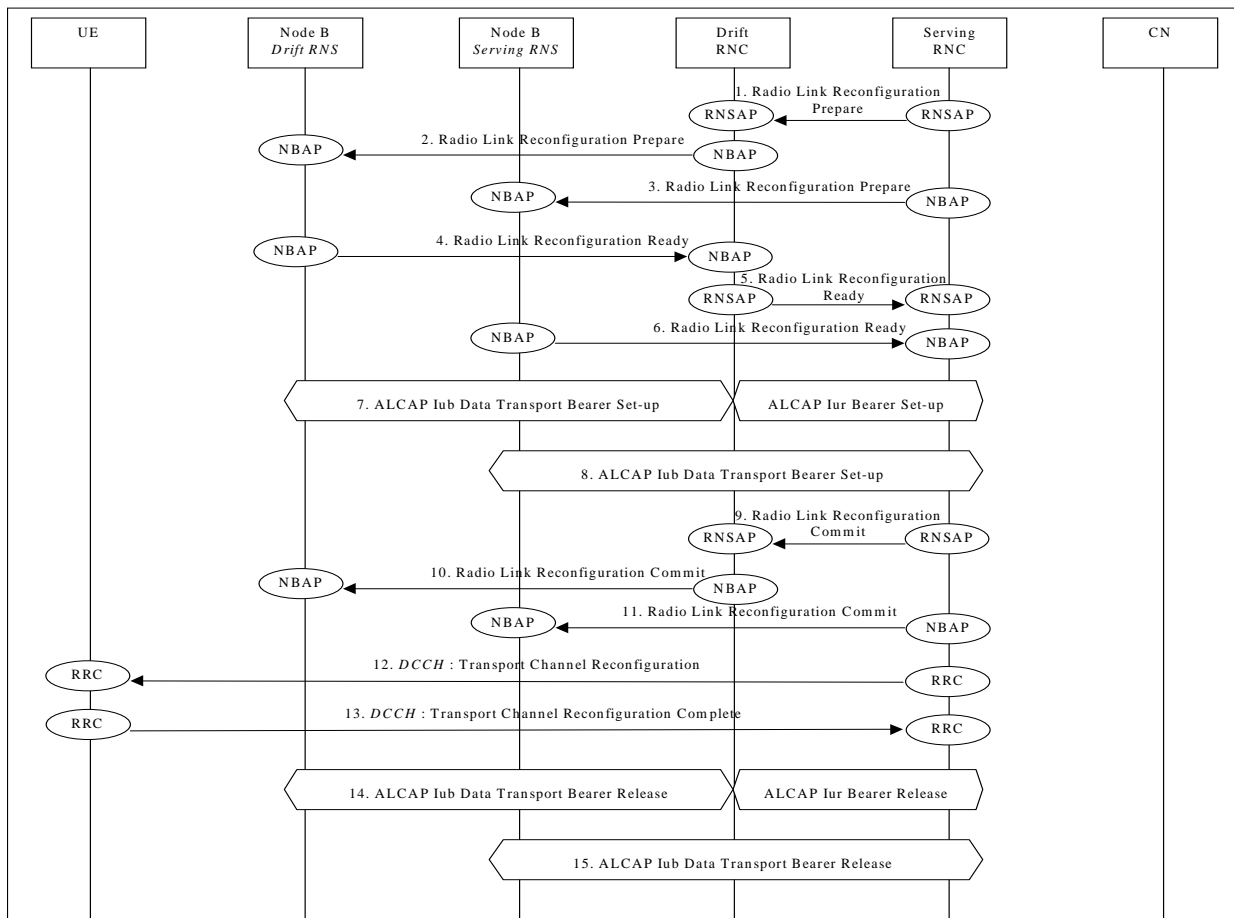 UE
Node B
Drift RNS
Node B
Serving RNS
Drift
RNC
Serving
RNC
CN
1. Radio Link Reconfiguration
Prepare
RNSAP
RNSAP
2. Radio Link Reconfiguration Prepare
NBAP
NBAP
3. Radio Link Reconfiguration Prepare
NBAP
NBAP
4. Radio Link Reconfiguration Ready
NBAP
NBAP
5. Radio Link Reconfiguration
Ready
RNSAP
RNSAP
6. Radio Link Reconfiguration Ready
NBAP
NBAP
7. ALCAP Iub Data Transport Bearer Set-up
ALCAP Iur Bearer Set-up
8. ALCAP Iub Data Transport Bearer Set-up
9. Radio Link Reconfiguration
Commit
RNSAP
RNSAP
10. Radio Link Reconfiguration Commit
NBAP
NBAP
11. Radio Link Reconfiguration Commit
NBAP
NBAP
12. DCCH : Transport Channel Reconfiguration
RRC
RRC
13. DCCH : Transport Channel Reconfiguration Complete
RRC
RRC
14. ALCAP Iub Data Transport Bearer Release
ALCAP Iur Bearer Release
15. ALCAP Iub Data Transport Bearer Release